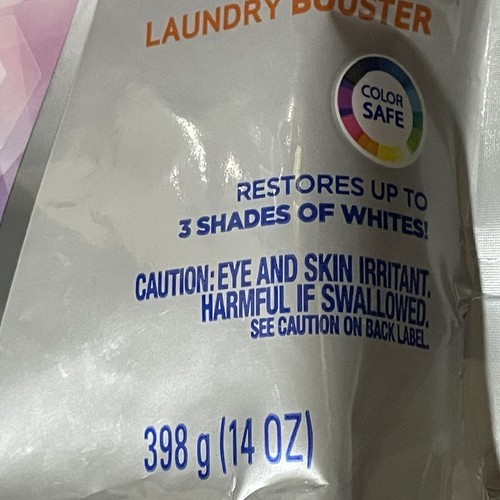 LAUNDRY BOOSTER
COLOR
SAFE
RESTORES UP TO
3 SHADES OF WHITES!
CAUTION: EYE AND SKIN IRRITANT.
HARMFUL IF SWALLOWED.
SEE CAUTION ON BACK LABEL.
398 g (14 OZ)